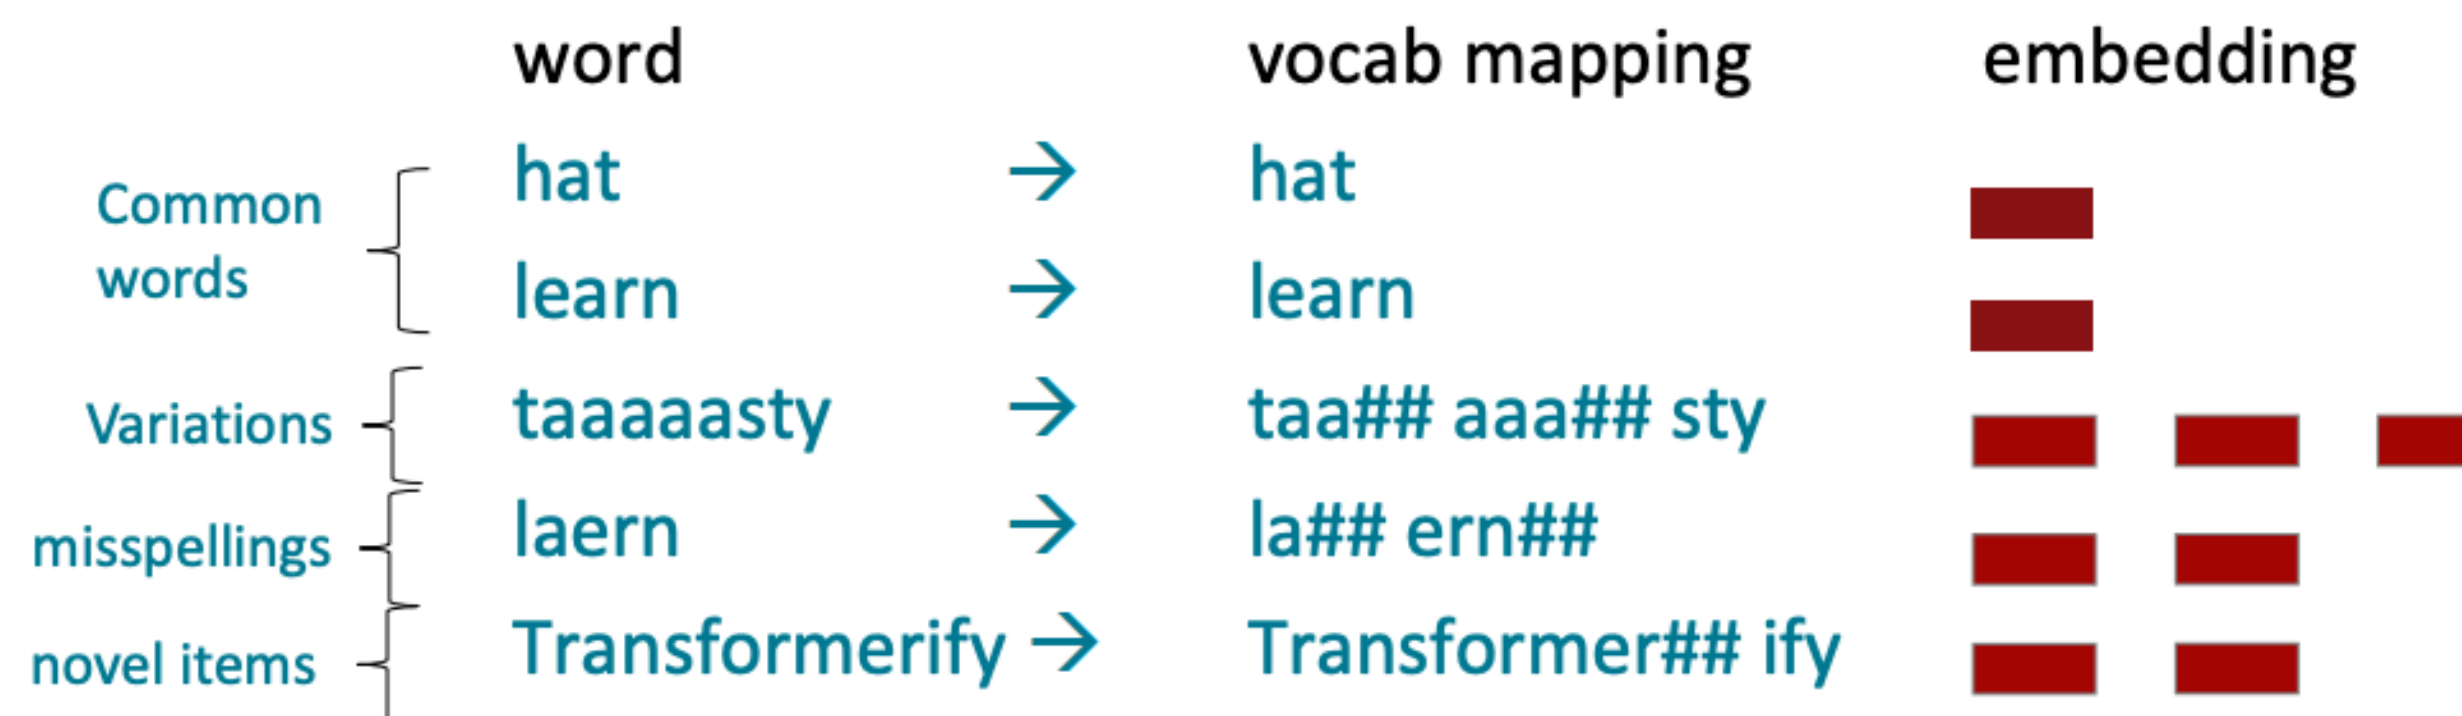 word vocab mapping embedding
Common words
hat → hat
learn → learn
Variations taaaaasty → taa## aaa## sty
misspellings laern → la## ern##
novel items Transformerify → Transformer## ify